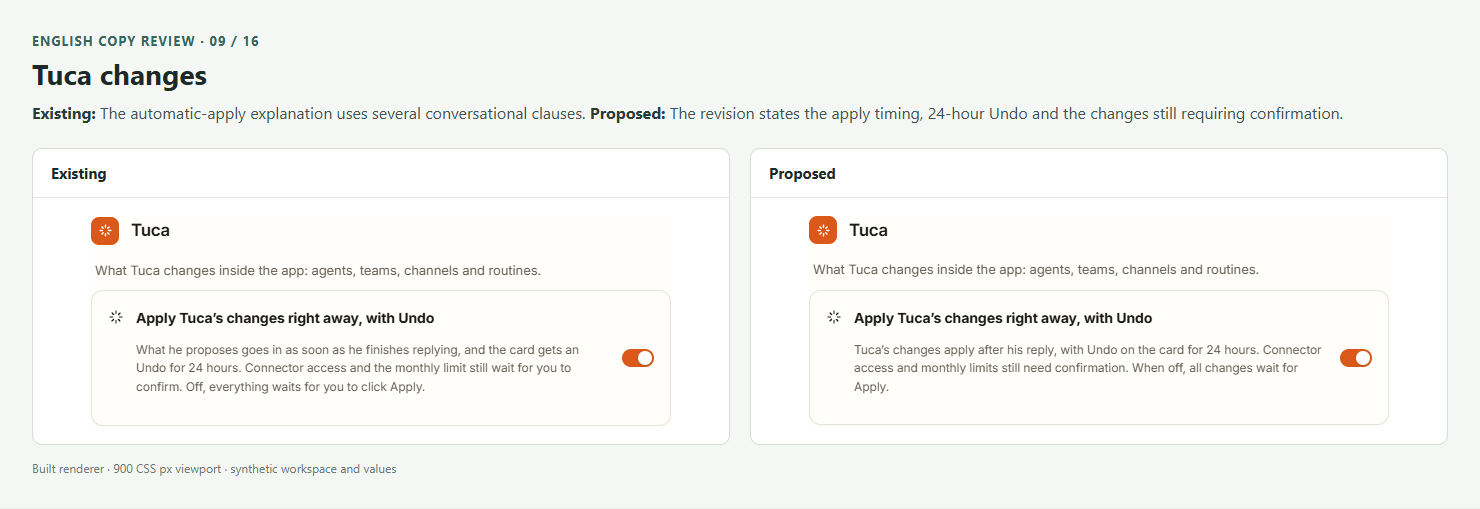 ENGLISH COPY REVIEW · 09 / 16
Tuca changes
Existing: The automatic-apply explanation uses several conversational clauses. Proposed: The revision states the apply timing, 24-hour Undo and the changes still requiring confirmation.
Existing
Tuca
What Tuca changes inside the app: agents, teams, channels and routines.
Apply Tuca’s changes right away, with Undo
What he proposes goes in as soon as he finishes replying, and the card gets an
Undo for 24 hours. Connector access and the monthly limit still wait for you to
confirm. Off, everything waits for you to click Apply.
Proposed
Tuca
What Tuca changes inside the app: agents, teams, channels and routines.
Apply Tuca’s changes right away, with Undo
Tuca’s changes apply after his reply, with Undo on the card for 24 hours. Connector
access and monthly limits still need confirmation. When off, all changes wait for
Apply.
Built renderer · 900 CSS px viewport · synthetic workspace and values